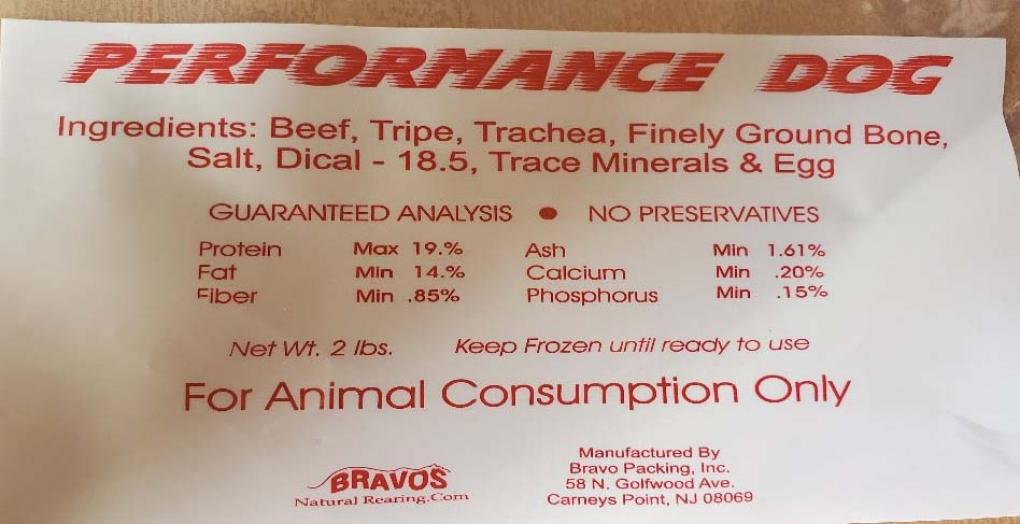 PERFORMANCE DOG
Ingredients: Beef, Tripe, Trachea, Finely Ground Bone,
Salt, Dical - 18.5, Trace Minerals & Egg
GUARANTEED ANALYSIS • NO PRESERVATIVES
Protein Max 19.% Ash Min 1.61%
Fat Min 14.% Calcium Min .20%
Fiber Min .85% Phosphorus Min .15%
Net Wt. 2 lbs. Keep Frozen until ready to use
For Animal Consumption Only
BRAVOS
Natural Rearing.Com
Manufactured By
Bravo Packing, Inc.
58 N. Golfwood Ave.
Carneys Point, NJ 08069